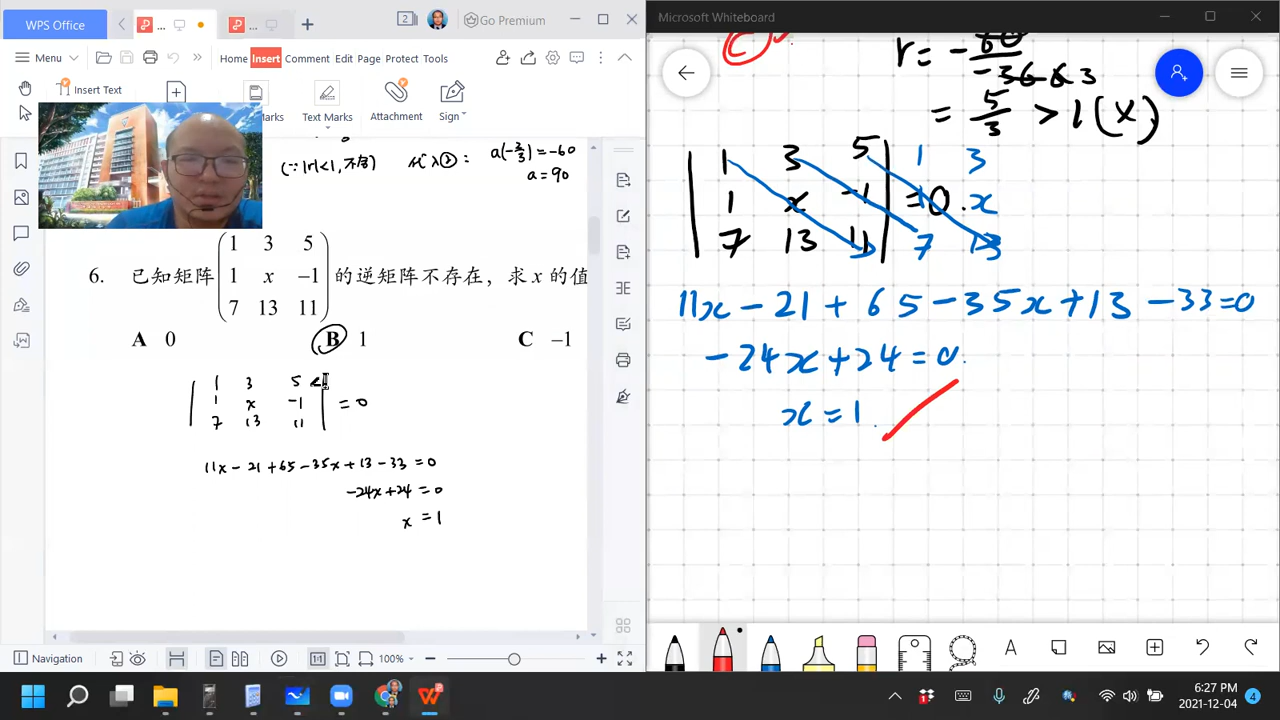 WPS Office
...
...
2
Go Premium
Menu
Home
Insert
Comment
Edit
Page
Protect
Tools
Insert Text
Marks
Text Marks
Attachment
Sign
(∵ |r|<1, 不合)
a(-2/3) = -60
a = 90
6. 已知矩阵 (1 3 5
1 x −1
7 13 11) 的逆矩阵不存在，求 x 的值
A 0 B 1 C −1
| 1 3 5
1 x -1
7 13 11 | = 0
11x - 21 + 65 - 35x + 13 - 33 = 0
-24x + 24 = 0
x = 1
Navigation
100%
Microsoft Whiteboard
C
= 5/3 > 1 (X)
1 3 5 | 1 3
1 x -1 | = 0. x
7 13 11 | 7 13
11x - 21 + 65 - 35x + 13 - 33 = 0
-24x + 24 = 0.
x = 1.
6:27 PM
2021-12-04
4